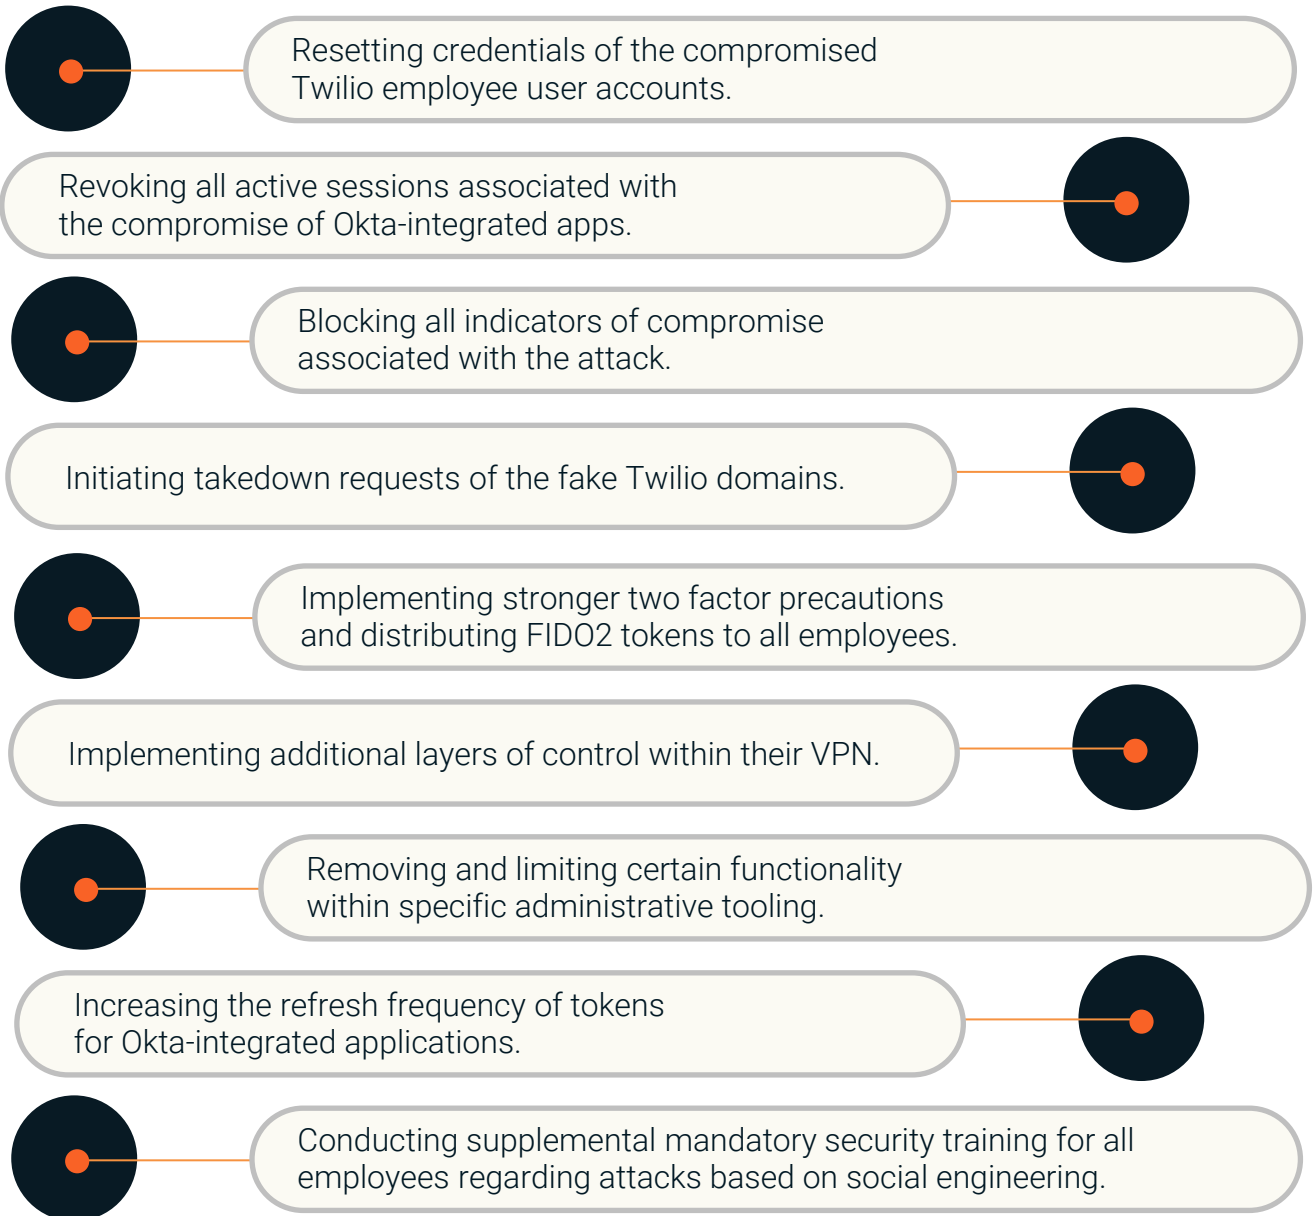 Resetting credentials of the compromised
Twilio employee user accounts.
Revoking all active sessions associated with
the compromise of Okta-integrated apps.
Blocking all indicators of compromise
associated with the attack.
Initiating takedown requests of the fake Twilio domains.
Implementing stronger two factor precautions
and distributing FIDO2 tokens to all employees.
Implementing additional layers of control within their VPN.
Removing and limiting certain functionality
within specific administrative tooling.
Increasing the refresh frequency of tokens
for Okta-integrated applications.
Conducting supplemental mandatory security training for all
employees regarding attacks based on social engineering.